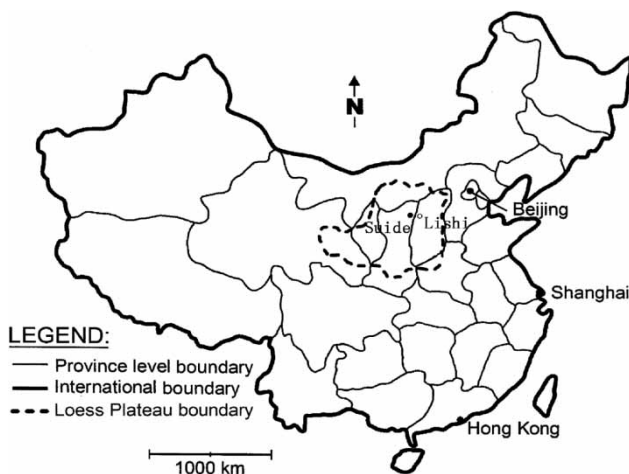 N
Suide
Lishi
Beijing
Shanghai
LEGEND:
Province level boundary
International boundary
Loess Plateau boundary
Hong Kong
1000 km